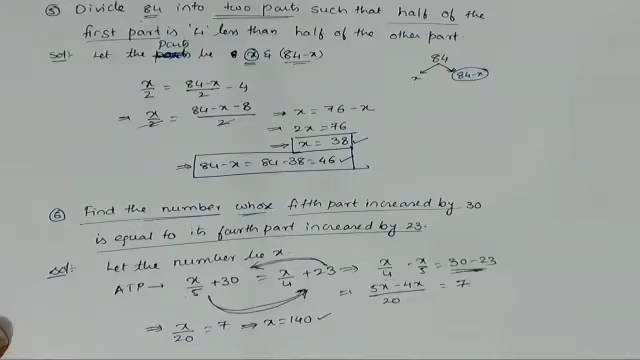 ⑤ Divide 84 into two parts such that half of the
first part is '4' less than half of the other part.
Sol: Let the parts be x & (84-x)
84
x (84-x)
x/2 = (84-x)/2 - 4
⇒ x/2 = (84-x-8)/2 → x = 76 - x
→ 2x = 76
→ x = 38 ✓
⇒ 84-x = 84-38 = 46 ✓
⑥ Find the number whose fifth part increased by 30
is equal to its fourth part increased by 23.
Sol: Let the number be x.
ATP → x/5 + 30 = x/4 + 23 ⇒ x/4 - x/5 = 30-23
⇒ (5x-4x)/20 = 7
⇒ x/20 = 7 ⇒ x = 140 ✓